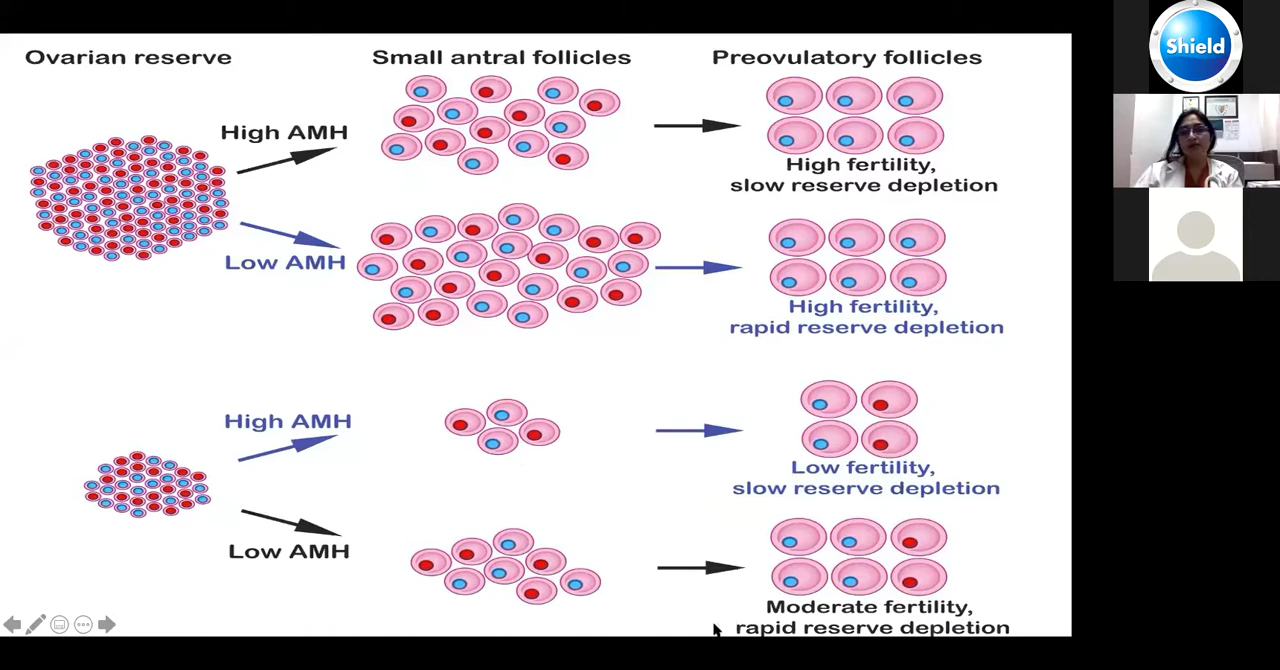 Ovarian reserve
Small antral follicles
Preovulatory follicles
High AMH
High fertility,
slow reserve depletion
Low AMH
High fertility,
rapid reserve depletion
High AMH
Low fertility,
slow reserve depletion
Low AMH
Moderate fertility,
rapid reserve depletion
Shield